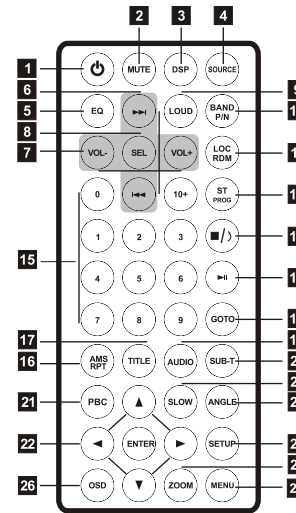 2 3 4
1 MUTE DSP SOURCE
6
5 EQ LOUD BAND P/N
8
7 VOL- SEL VOL+ LOC RDM
0 10+ ST PROG
1 2 3
15
4 5 6
7 8 9 GOTO
17
16 AMS RPT TITLE AUDIO SUB-T
21 PBC SLOW ANGLE
22 ENTER SETUP
26 OSD ZOOM MENU